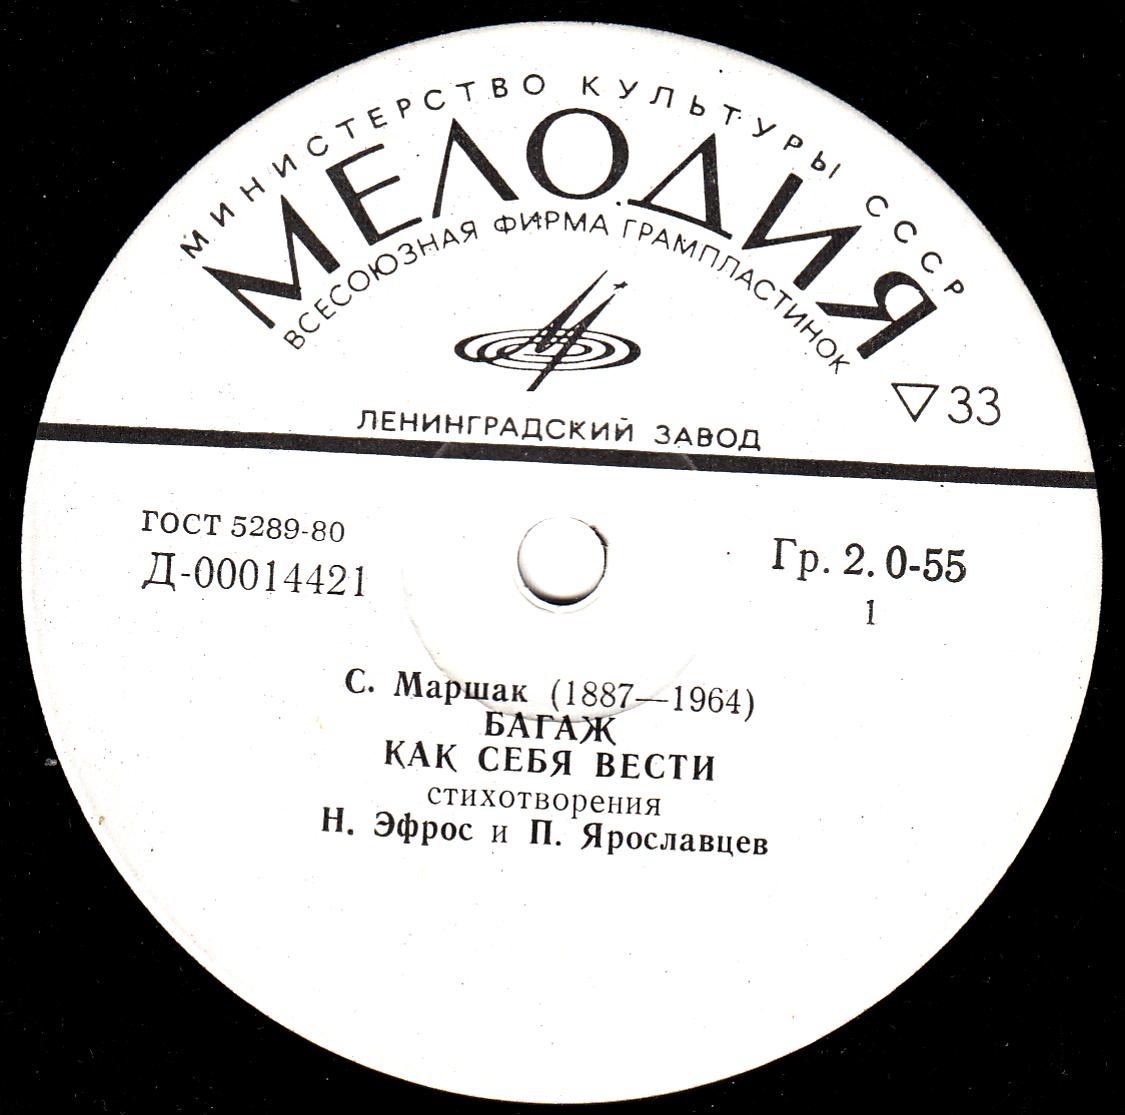 МИНИСТЕРСТВО КУЛЬТУРЫ СССР
МЕЛОДИЯ
ВСЕСОЮЗНАЯ ФИРМА ГРАМПЛАСТИНОК
▽33
ЛЕНИНГРАДСКИЙ ЗАВОД
ГОСТ 5289-80
Д-00014421
Гр. 2. 0-55
1
С. Маршак (1887—1964)
БАГАЖ
КАК СЕБЯ ВЕСТИ
стихотворения
Н. Эфрос и П. Ярославцев